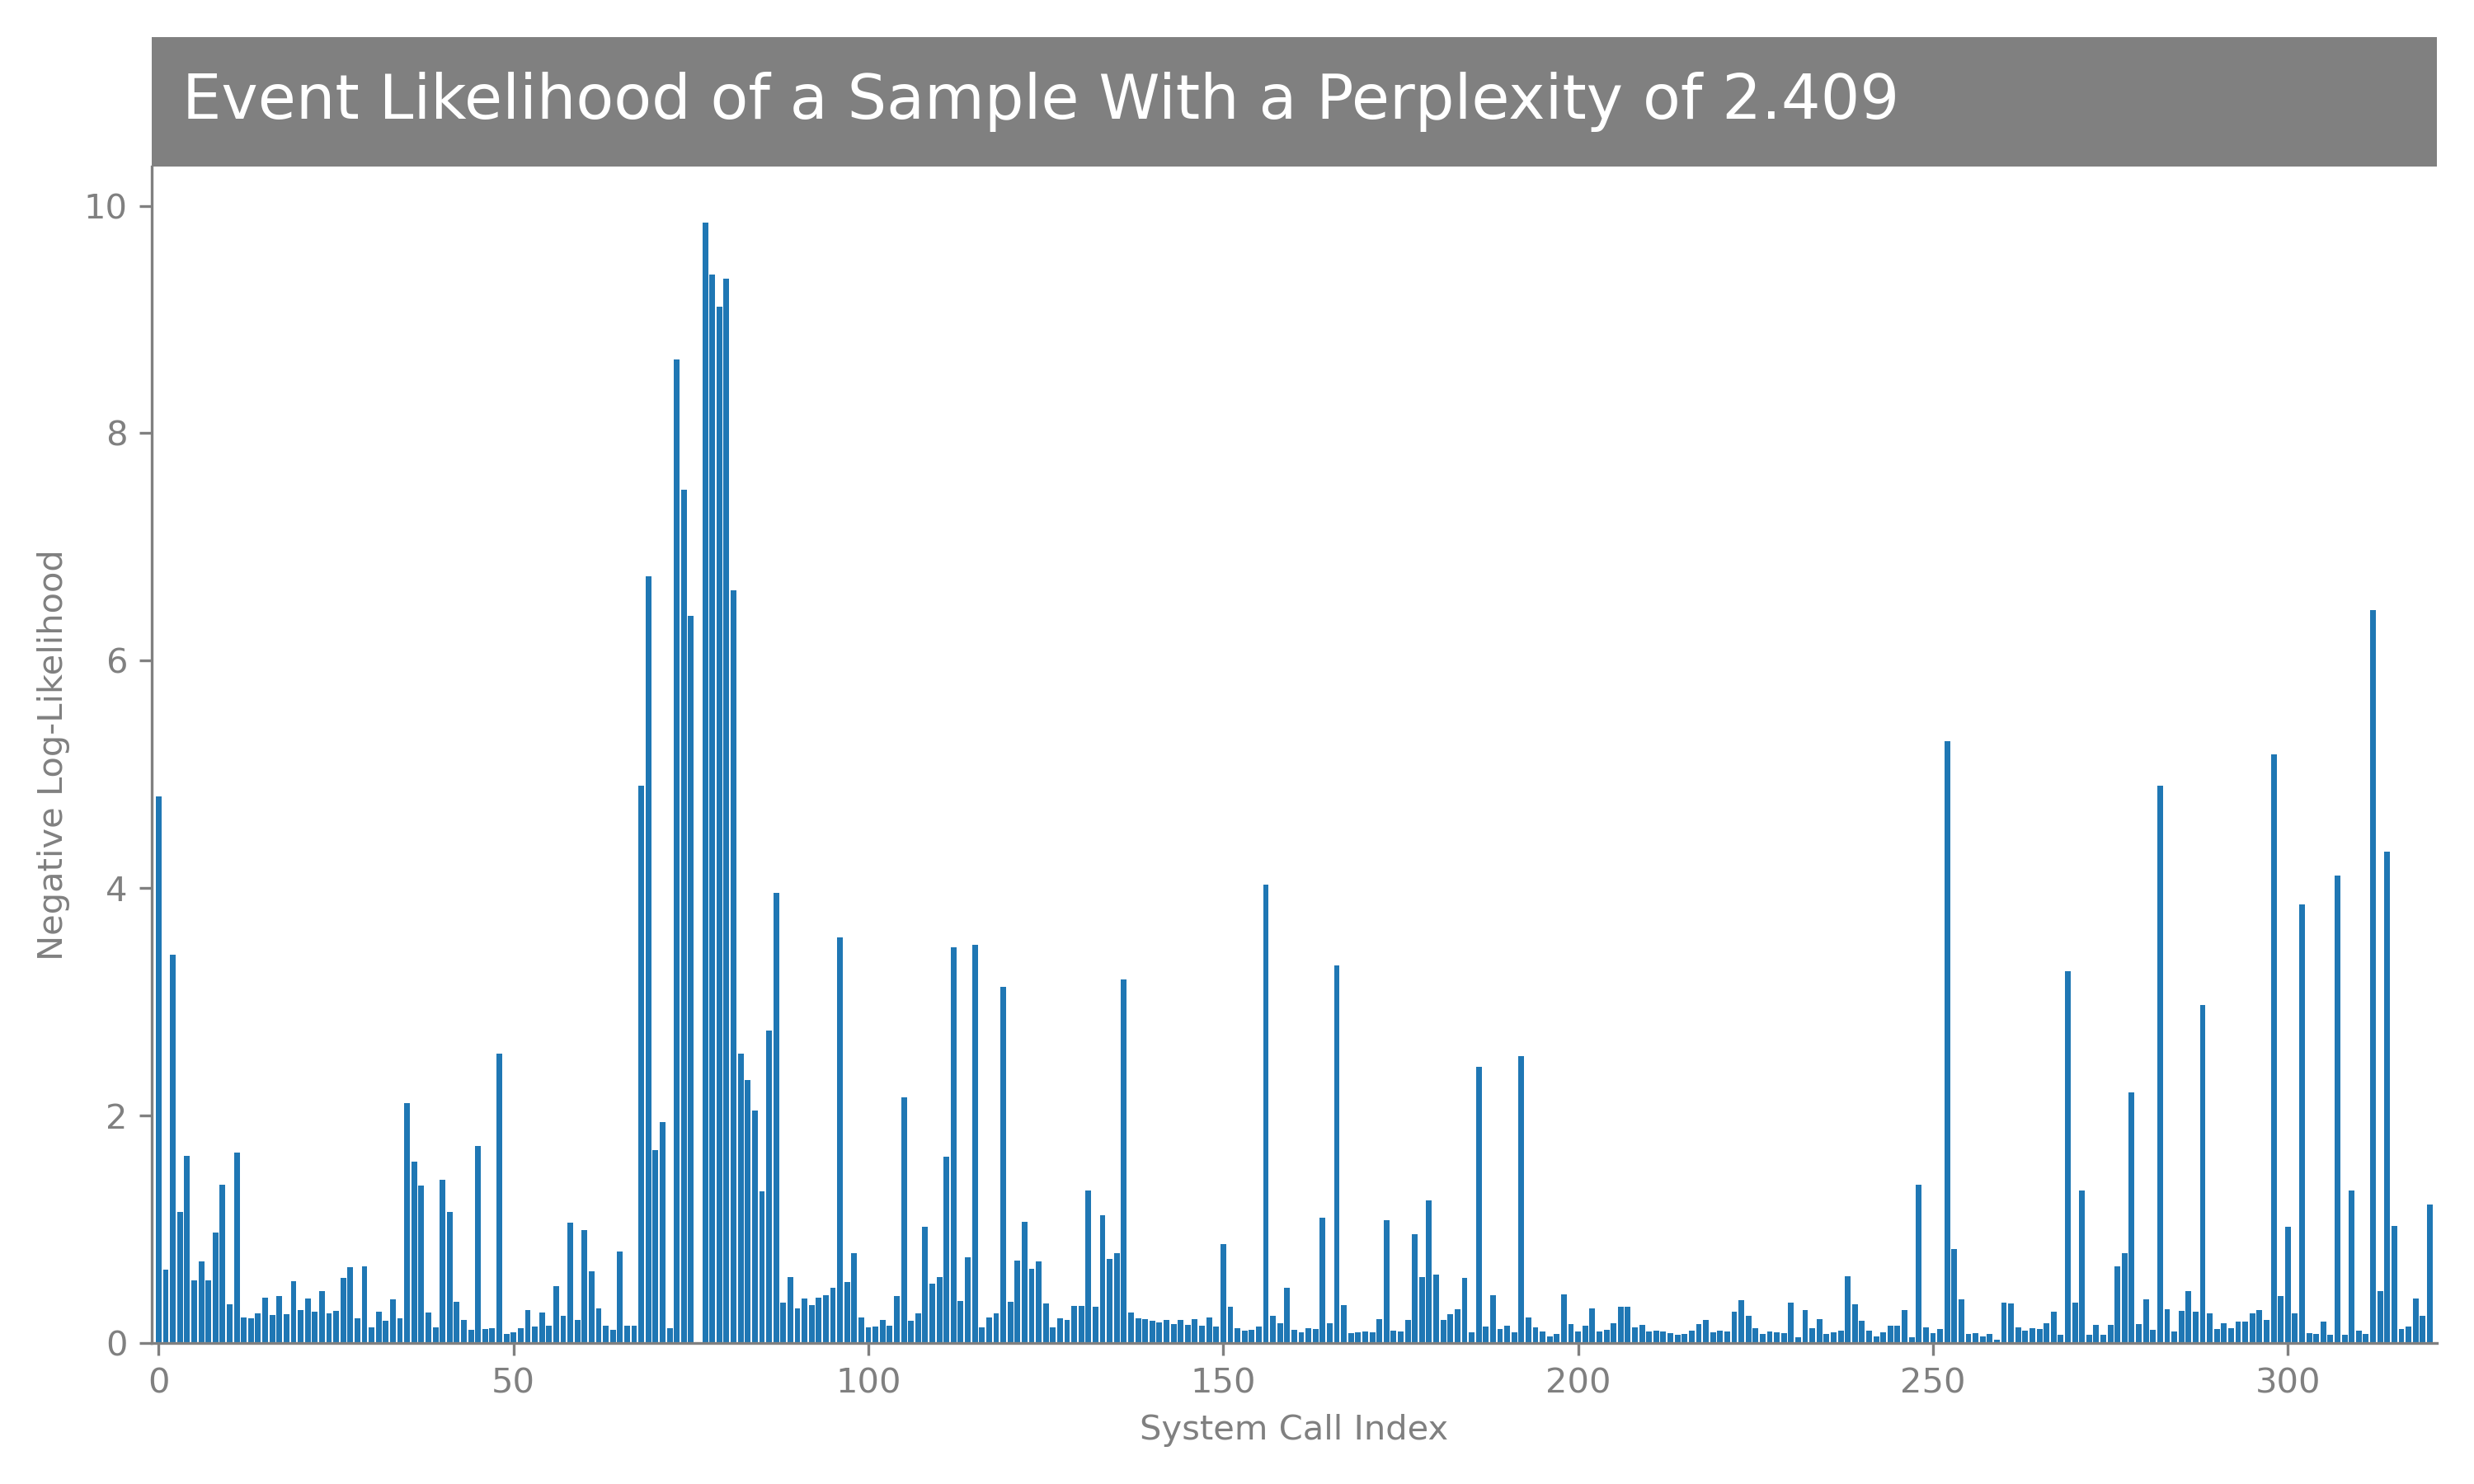 Event Likelihood of a Sample With a Perplexity of 2.409
10
8
6
4
2
0
Negative Log-Likelihood
0 50 100 150 200 250 300
System Call Index